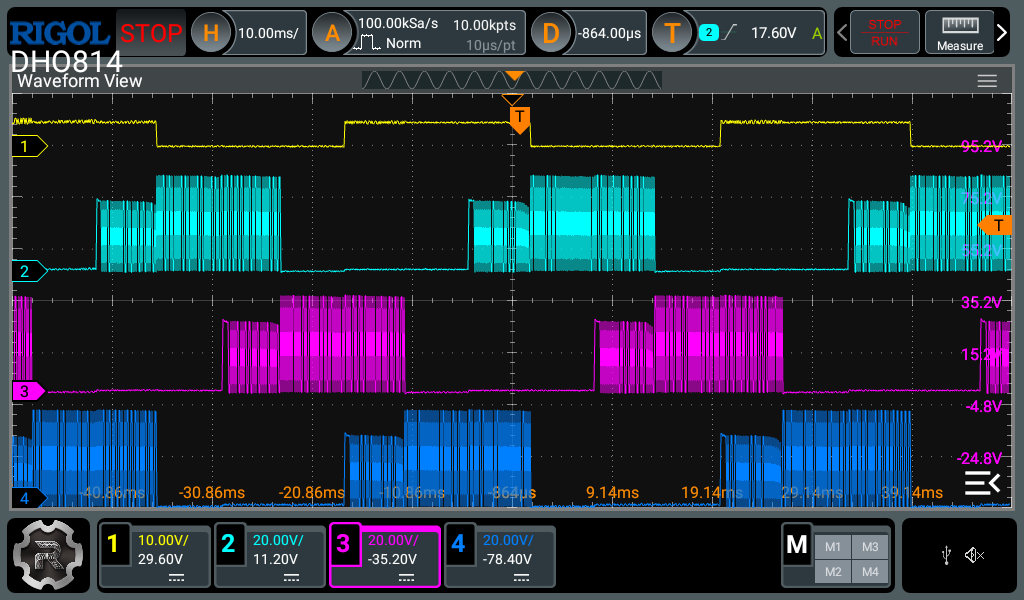 RIGOL STOP H 10.00ms/ A 100.00kSa/s 10.00kpts D -864.00µs T 2 17.60V A STOP
Norm 10µs/pt RUN Measure
DHO814
Waveform View
T
1 95.2V
75.2V
T
55.2V
2
35.2V
15.2V
3
-4.8V
-24.8V
4 -40.86ms -30.86ms -20.86ms -10.86ms -864µs 9.14ms 19.14ms 29.14ms 39.14ms
1 10.00V/ 2 20.00V/ 3 20.00V/ 4 20.00V/ M M1 M3
29.60V 11.20V -35.20V -78.40V M2 M4
R